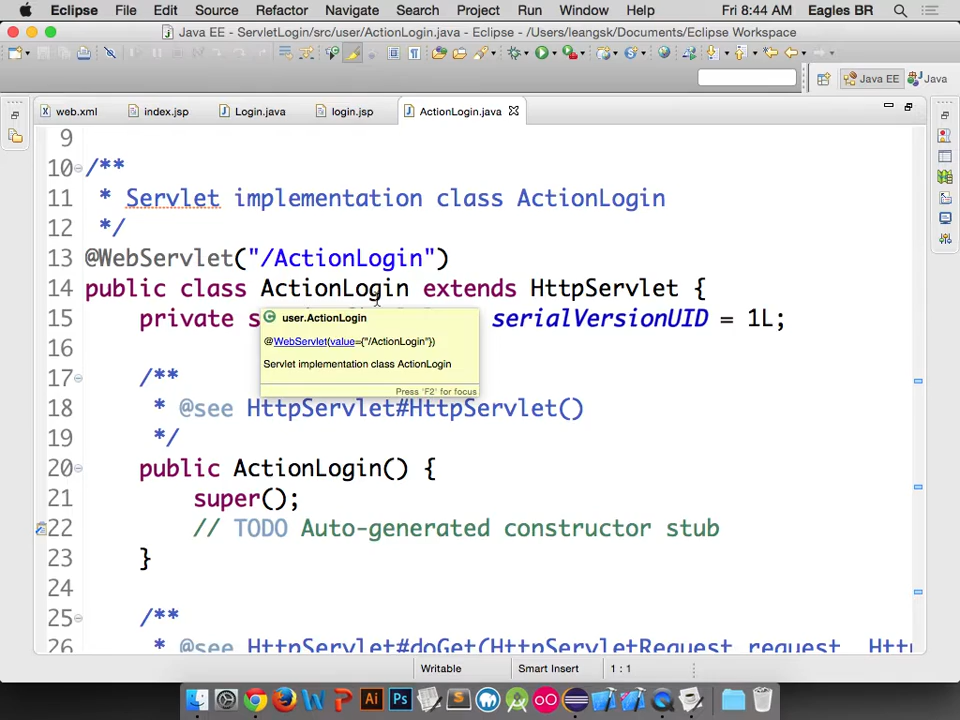 Eclipse File Edit Source Refactor Navigate Search Project Run Window Help Fri 8:44 AM Eagles BR
Java EE - ServletLogin/src/user/ActionLogin.java - Eclipse - /Users/leangsk/Documents/Eclipse Workspace
Java EE Java
web.xml index.jsp Login.java login.jsp ActionLogin.java
9
10 /**
11 * Servlet implementation class ActionLogin
12 */
13 @WebServlet("/ActionLogin")
14 public class ActionLogin extends HttpServlet {
15 private s serialVersionUID = 1L;
user.ActionLogin
@WebServlet(value={"/ActionLogin"})
Servlet implementation class ActionLogin
Press 'F2' for focus
16
17 /**
18 * @see HttpServlet#HttpServlet()
19 */
20 public ActionLogin() {
21 super();
22 // TODO Auto-generated constructor stub
23 }
24
25 /**
26 * @see HttpServlet#doGet(HttpServletRequest request, Htt
Writable Smart Insert 1 : 1
W P Ai Ps S